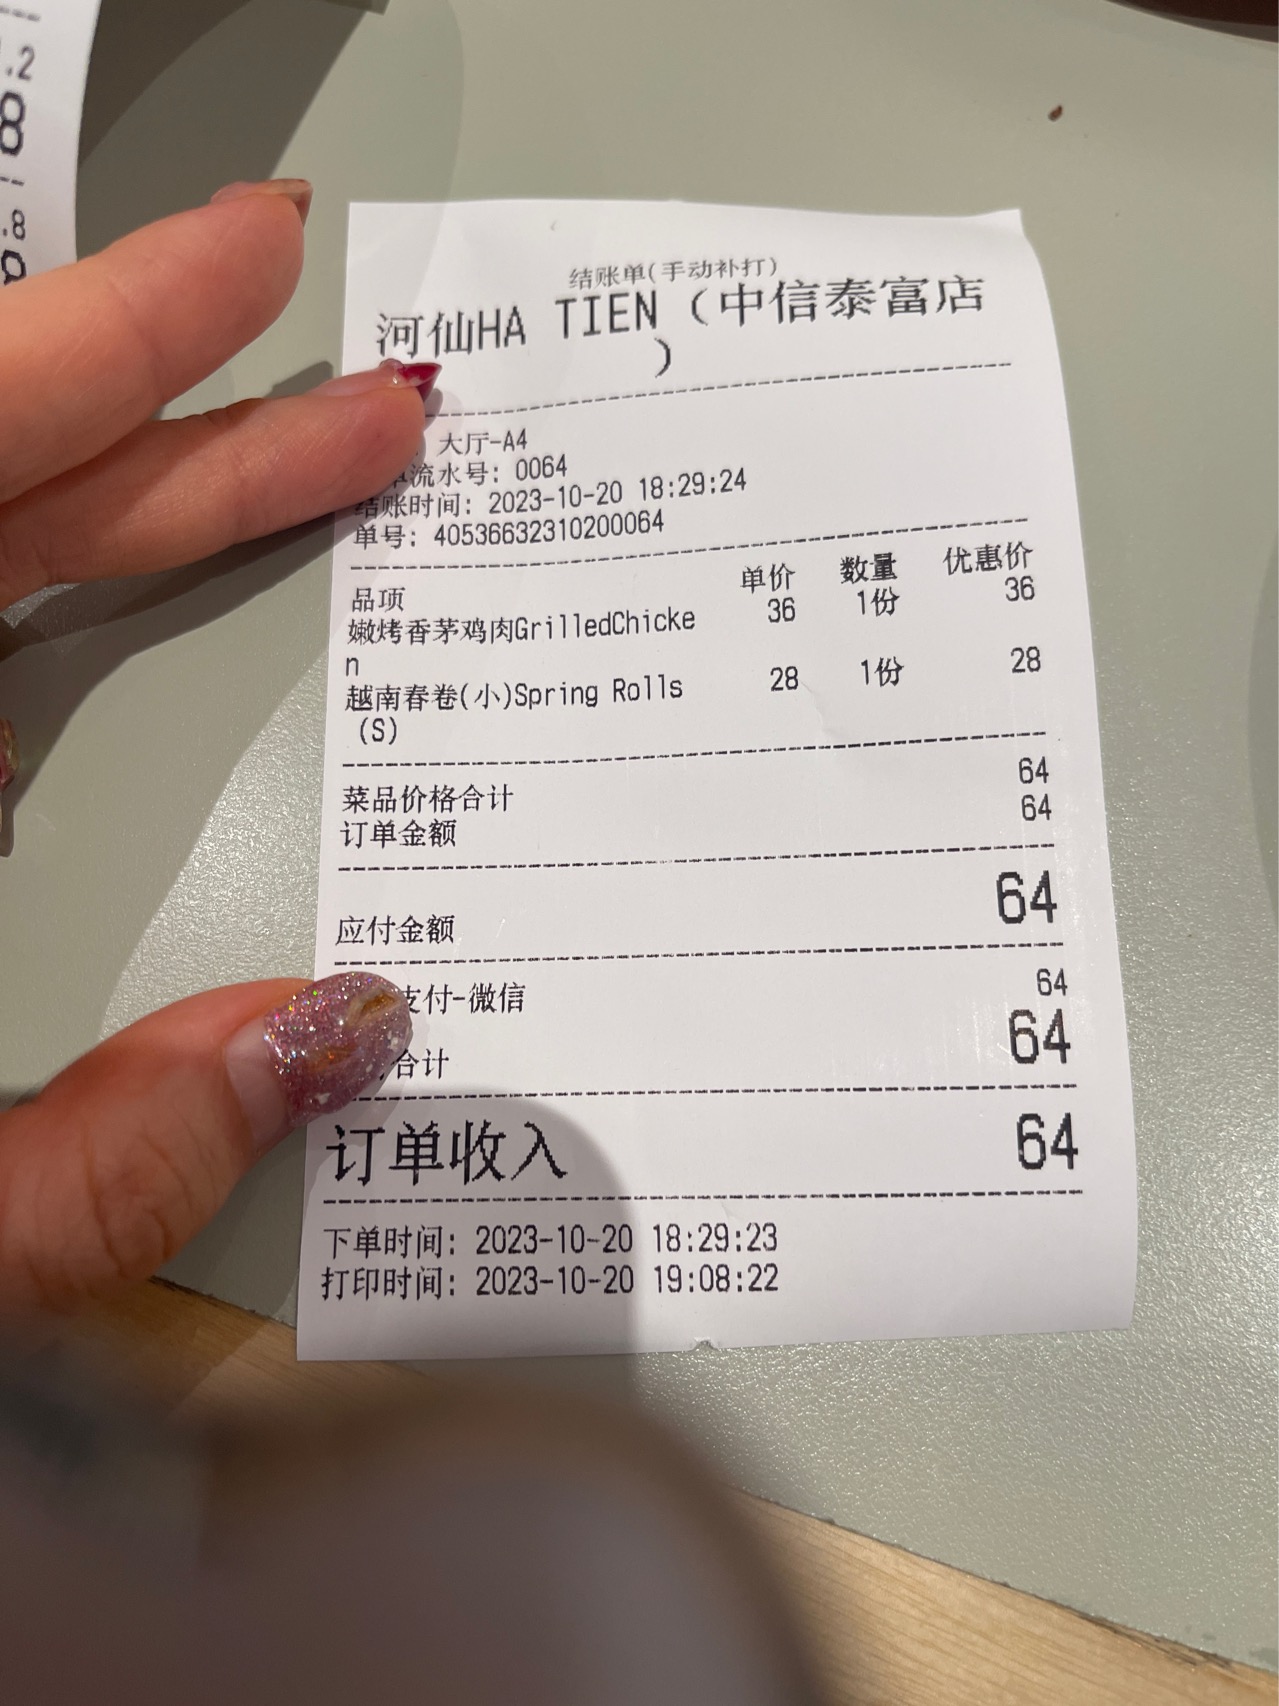 .2
8
.8
结账单(手动补打)
河仙HA TIEN（中信泰富店
）
大厅-A4
流水号: 0064
结账时间: 2023-10-20 18:29:24
单号: 40536632310200064
品项 单价 数量 优惠价
嫩烤香茅鸡肉GrilledChicke 36 1份 36
n
越南春卷(小)Spring Rolls 28 1份 28
(S)
菜品价格合计 64
订单金额 64
应付金额 64
支付-微信 64
合计 64
订单收入 64
下单时间: 2023-10-20 18:29:23
打印时间: 2023-10-20 19:08:22